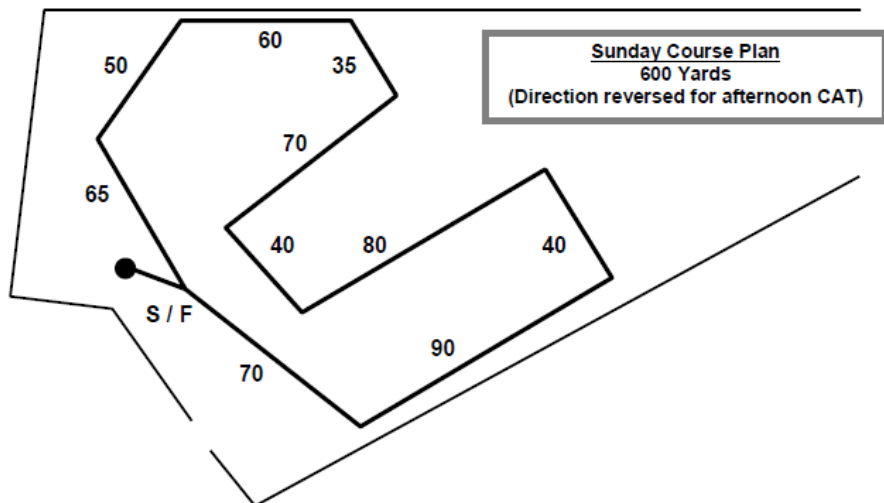 60
50
35
Sunday Course Plan
600 Yards
(Direction reversed for afternoon CAT)
70
65
40
80
40
S / F
90
70